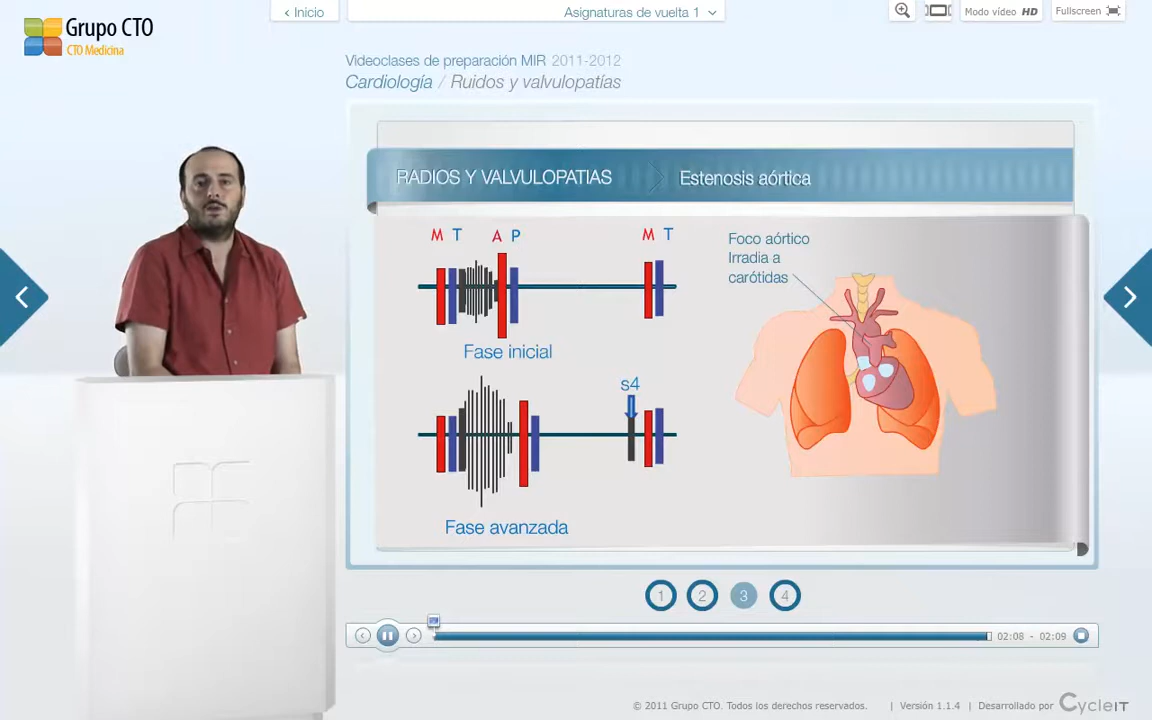 Grupo CTO
CTO Medicina
‹ Inicio
Asignaturas de vuelta 1
Modo vídeo HD
Fullscreen
Videoclases de preparación MIR 2011-2012
Cardiología / Ruidos y valvulopatías
RADIOS Y VALVULOPATIAS
Estenosis aórtica
M T A P M T
Fase inicial
s4
Fase avanzada
Foco aórtico
Irradia a
carótidas
1 2 3 4
02:08 - 02:09
© 2011 Grupo CTO. Todos los derechos reservados. | Versión 1.1.4 | Desarrollado por CycleIT